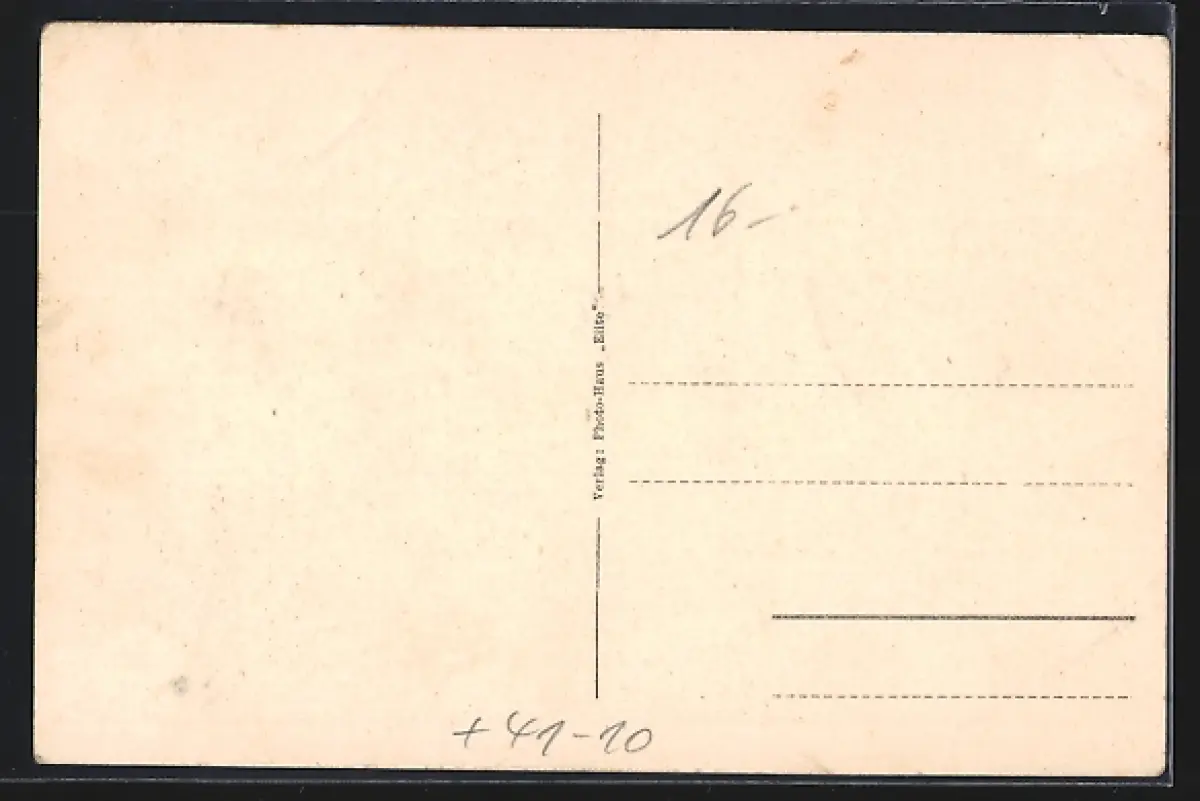 16-
Verlag: Photo-Haus „Elite"
+ 41-10